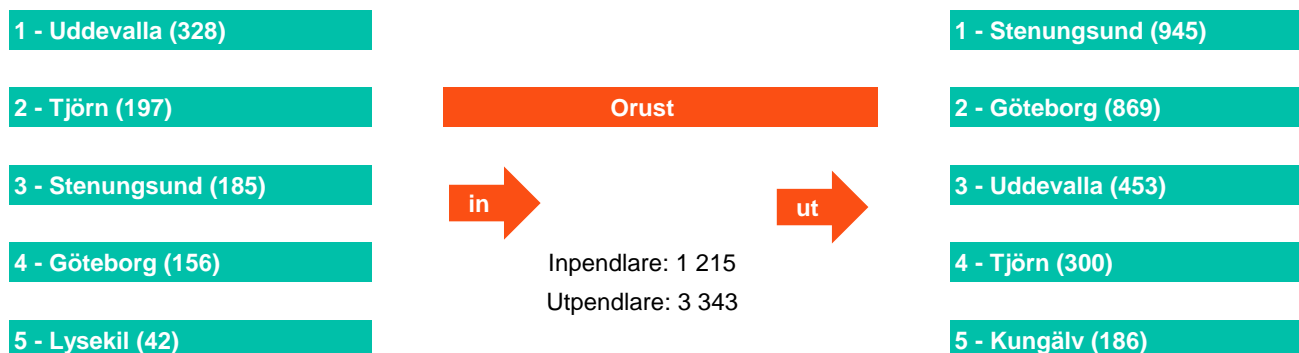 1 - Uddevalla (328)
2 - Tjörn (197)
3 - Stenungsund (185)
4 - Göteborg (156)
5 - Lysekil (42)
Orust
in
ut
Inpendlare: 1 215
Utpendlare: 3 343
1 - Stenungsund (945)
2 - Göteborg (869)
3 - Uddevalla (453)
4 - Tjörn (300)
5 - Kungälv (186)